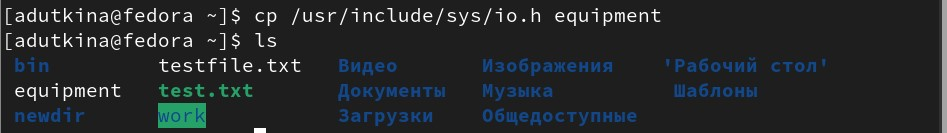 [adutkina@fedora ~]$ cp /usr/include/sys/io.h equipment
[adutkina@fedora ~]$ ls
bin testfile.txt Видео Изображения 'Рабочий стол'
equipment test.txt Документы Музыка Шаблоны
newdir work Загрузки Общедоступные